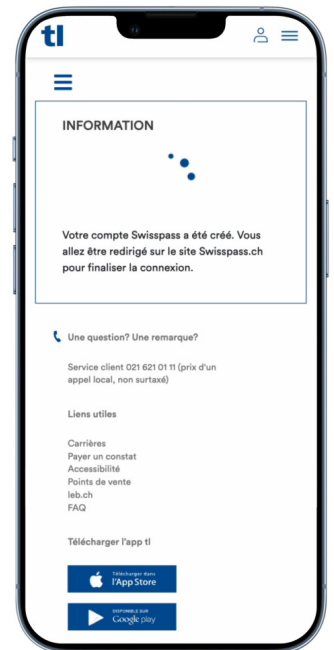 tl
INFORMATION
Votre compte Swisspass a été créé. Vous
allez être redirigé sur le site Swisspass.ch
pour finaliser la connexion.
Une question? Une remarque?
Service client 021 621 01 11 (prix d'un
appel local, non surtaxé)
Liens utiles
Carrières
Payer un constat
Accessibilité
Points de vente
leb.ch
FAQ
Télécharger l'app tl
Télécharger dans
l'App Store
DISPONIBLE SUR
Google play